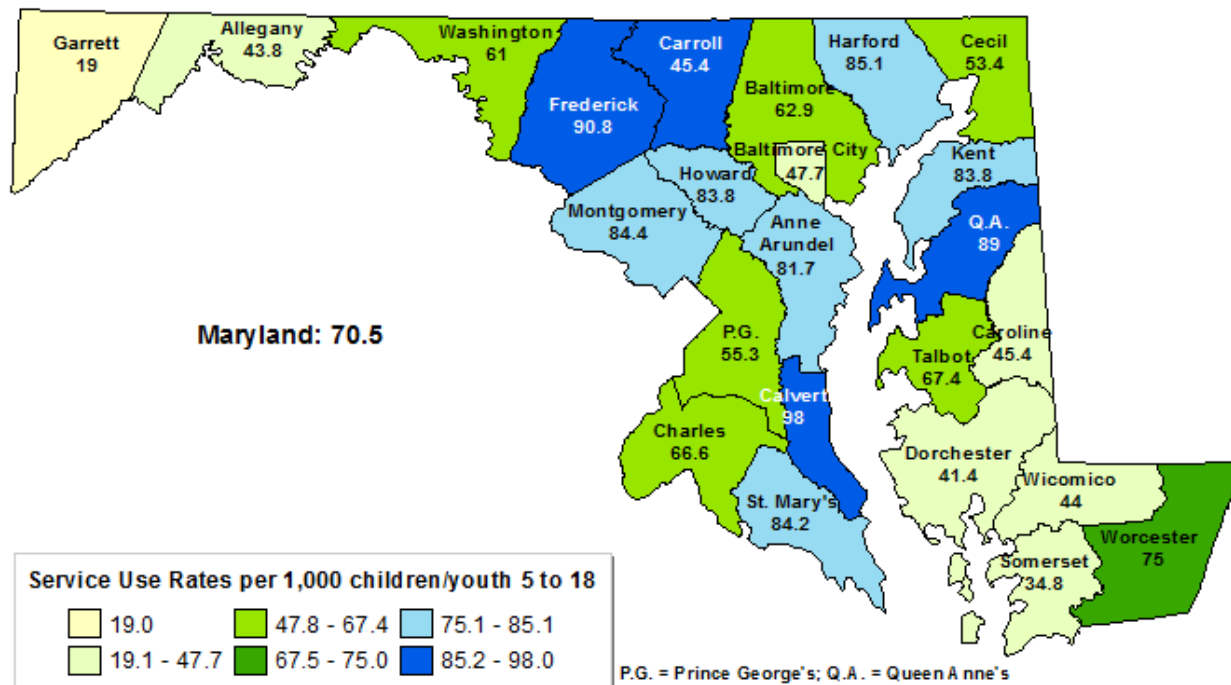 Garrett
19
Allegany
43.8
Washington
61
Frederick
90.8
Carroll
45.4
Baltimore
62.9
Baltimore City
47.7
Harford
85.1
Cecil
53.4
Kent
83.8
Howard
83.8
Montgomery
84.4
Anne
Arundel
81.7
Q.A.
89
Maryland: 70.5
P.G.
55.3
Talbot
67.4
Caroline
45.4
Calvert
98
Charles
66.6
Dorchester
41.4
Wicomico
44
St. Mary's
84.2
Worcester
75
Somerset
34.8
Service Use Rates per 1,000 children/youth 5 to 18
19.0
47.8 - 67.4
75.1 - 85.1
19.1 - 47.7
67.5 - 75.0
85.2 - 98.0
P.G. = Prince George's; Q.A. = Queen Anne's